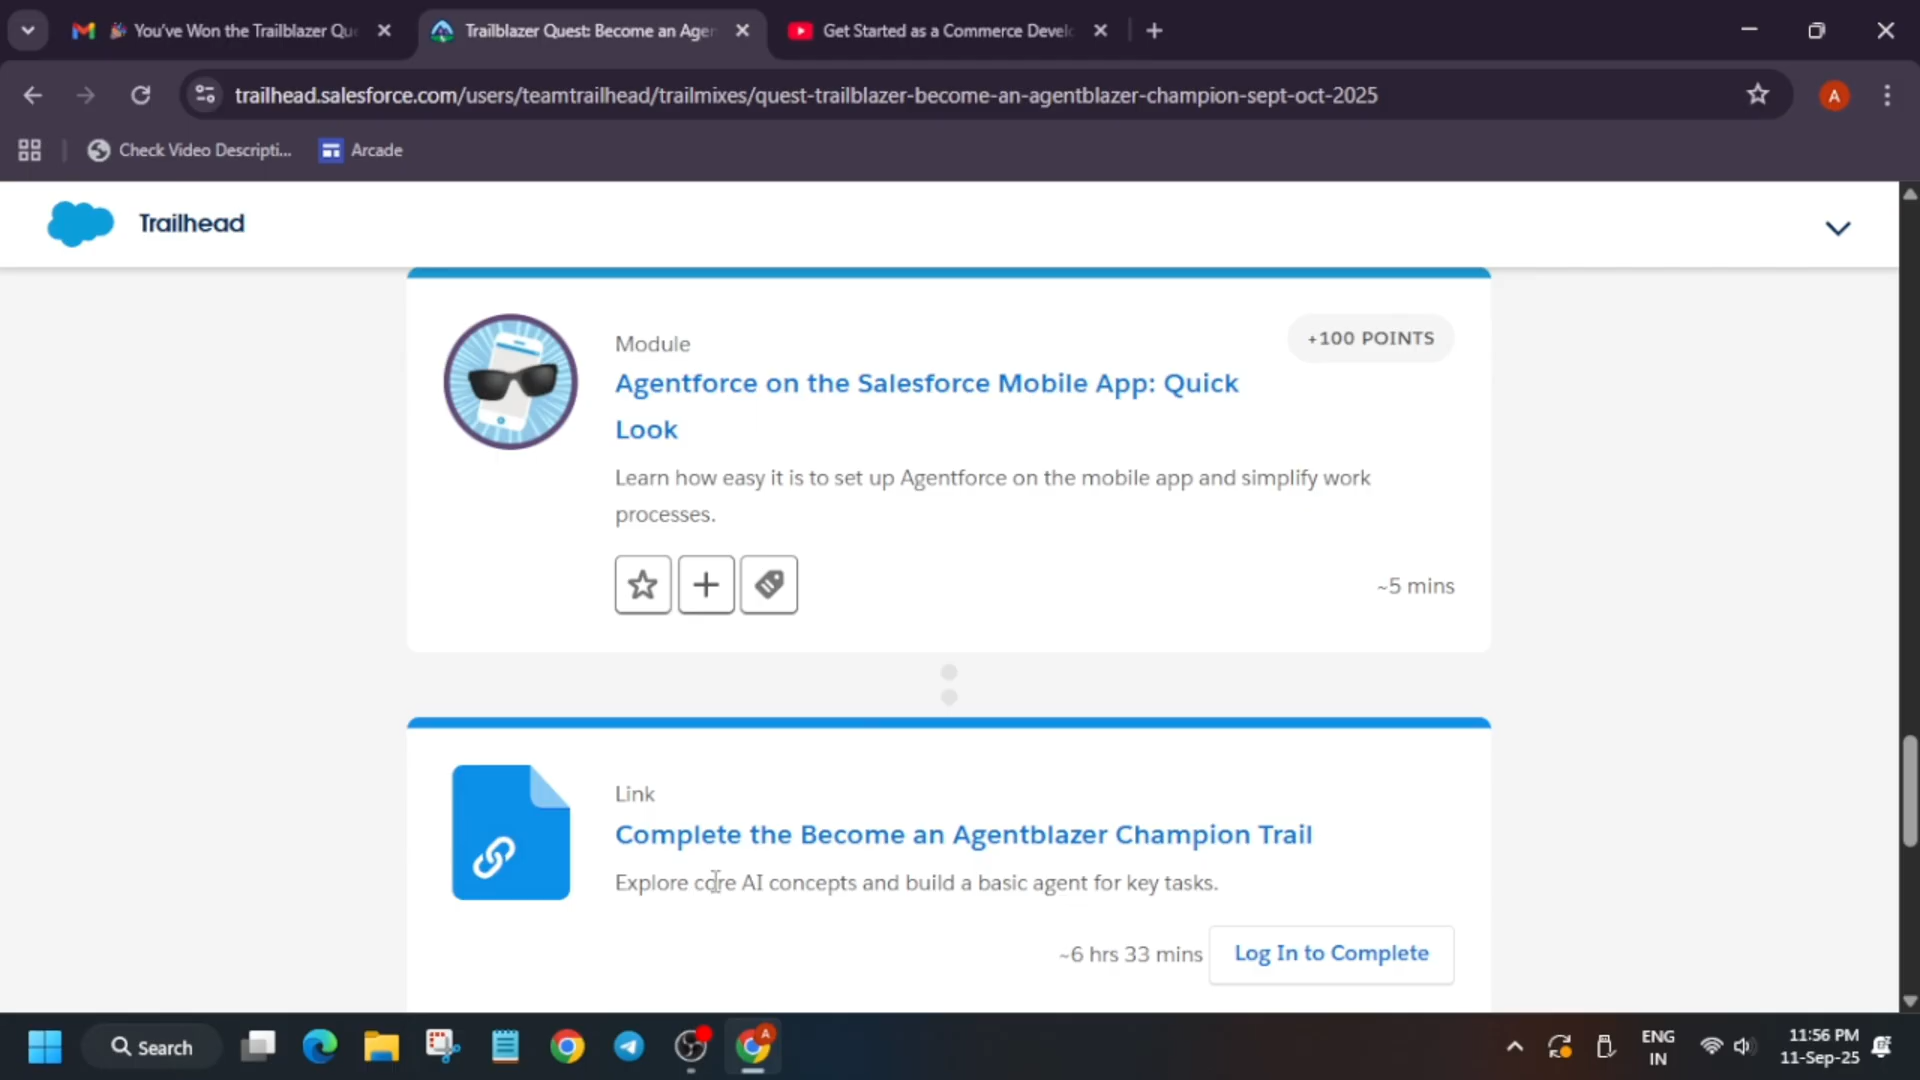 You've Won the Trailblazer Qu
Trailblazer Quest: Become an Ager
Get Started as a Commerce Devel
trailhead.salesforce.com/users/teamtrailhead/trailmixes/quest-trailblazer-become-an-agentblazer-champion-sept-oct-2025
A
Check Video Descripti...
Arcade
Trailhead
Module
+100 POINTS
Agentforce on the Salesforce Mobile App: Quick
Look
Learn how easy it is to set up Agentforce on the mobile app and simplify work
processes.
~5 mins
Link
Complete the Become an Agentblazer Champion Trail
Explore core AI concepts and build a basic agent for key tasks.
~6 hrs 33 mins
Log In to Complete
Search
A
ENG
IN
11:56 PM
11-Sep-25